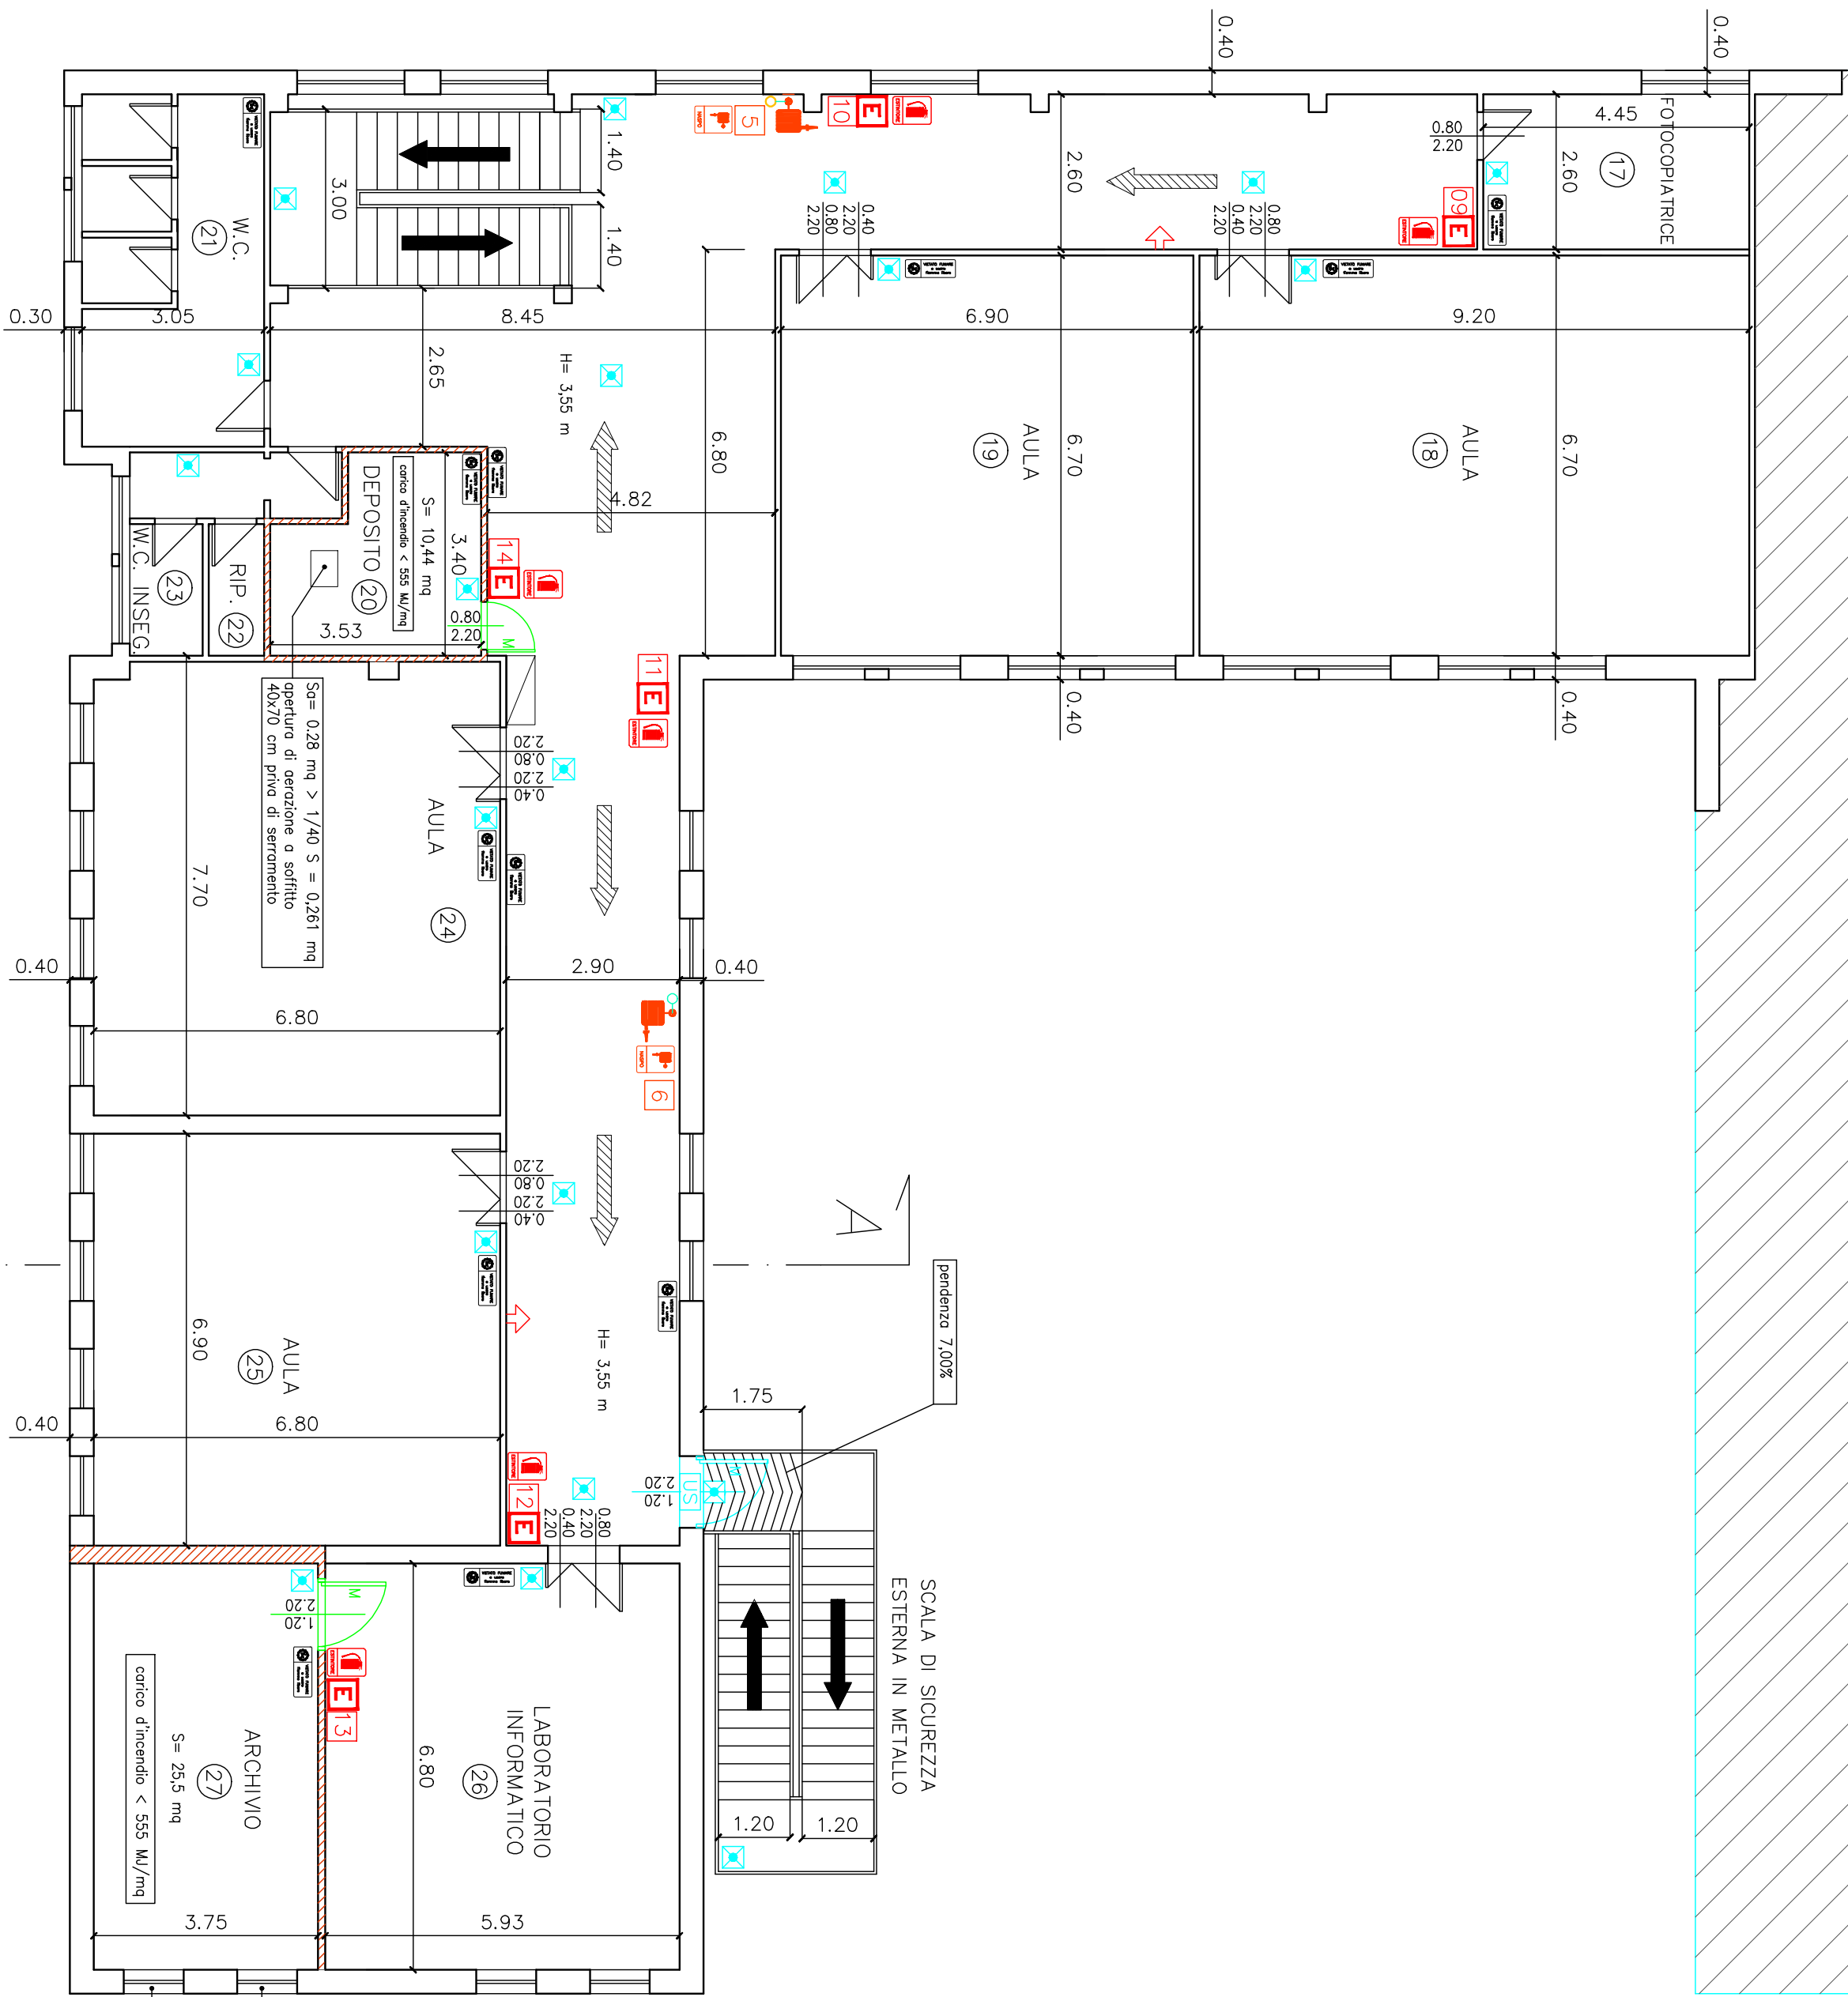 0.40
0.40
FOTOCOPIATRICE
17
4.45
2.60
0.80
2.20
09
E
ESTINTORE
VIETATO FUMARE
2.60
0.80
2.20
0.40
2.20
10
E
ESTINTORE
5
NASPO
0.40
2.20
0.80
2.20
1.40
1.40
3.00
W.C.
21
0.30
3.05
8.45
6.90
9.20
2.65
H= 3,55 m
6.80
4.82
AULA
19
6.70
AULA
18
6.70
0.40
0.40
DEPOSITO
20
S= 10,44 mq
carico d'incendio < 555 MJ/mq
3.40
3.53
0.80
2.20
M
14
E
ESTINTORE
RIP.
22
W.C. INSEG.
23
11
E
ESTINTORE
Sa= 0.28 mq > 1/40 S = 0,261 mq
apertura di aerazione a soffitto
40x70 cm priva di serramento
2.20
0.80
2.20
0.40
AULA
24
7.70
6.80
0.40
2.90
0.40
NASPO
6
2.20
0.80
2.20
0.40
AULA
25
6.90
6.80
0.40
A
pendenza 7,00%
H= 3,55 m
1.75
US
M
2.20
1.20
ESTINTORE
12
E
0.80
2.20
0.40
2.20
SCALA DI SICUREZZA
ESTERNA IN METALLO
1.20
1.20
M
2.20
1.20
ESTINTORE
E
13
LABORATORIO
INFORMATICO
26
6.80
5.93
ARCHIVIO
27
S= 25,5 mq
carico d'incendio < 555 MJ/mq
3.75